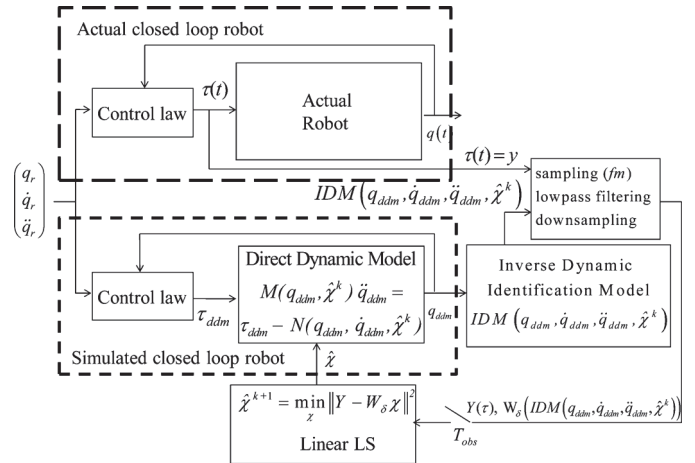 Actual closed loop robot
Control law
τ(t)
Actual
Robot
q(t)
τ(t) = y
q_r
q̇_r
q̈_r
IDM(q_ddm, q̇_ddm, q̈_ddm, χ̂^k)
sampling (fm)
lowpass filtering
downsampling
Control law
τ_ddm
Direct Dynamic Model
M(q_ddm, χ̂^k) q̈_ddm =
τ_ddm − N(q_ddm, q̇_ddm, χ̂^k)
q_ddm
Inverse Dynamic
Identification Model
IDM(q_ddm, q̇_ddm, q̈_ddm, χ̂^k)
Simulated closed loop robot
χ̂
χ̂^{k+1} = min_χ ‖Y − W_δ χ‖²
Linear LS
T_obs
Y(τ), W_δ(IDM(q_ddm, q̇_ddm, q̈_ddm, χ̂^k))